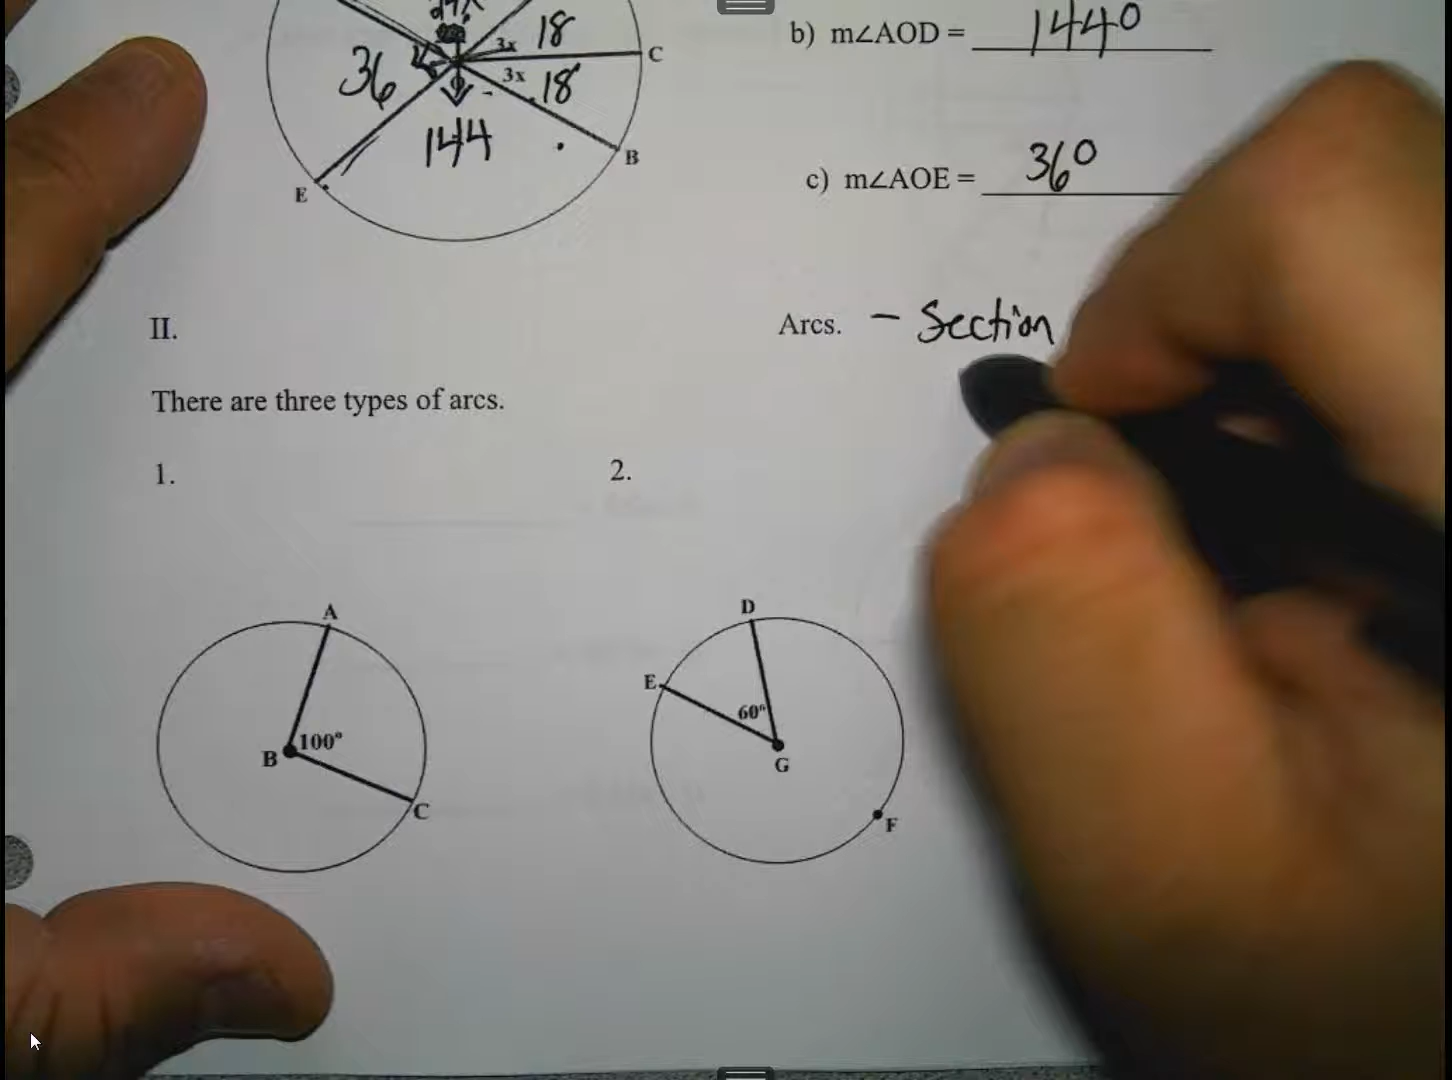 18
3x
C
b) m∠AOD = 144°
36
3x
18
144
B
c) m∠AOE = 36°
E
II.
Arcs. - Section
There are three types of arcs.
1.
2.
A
D
E
60°
100°
B
G
C
F